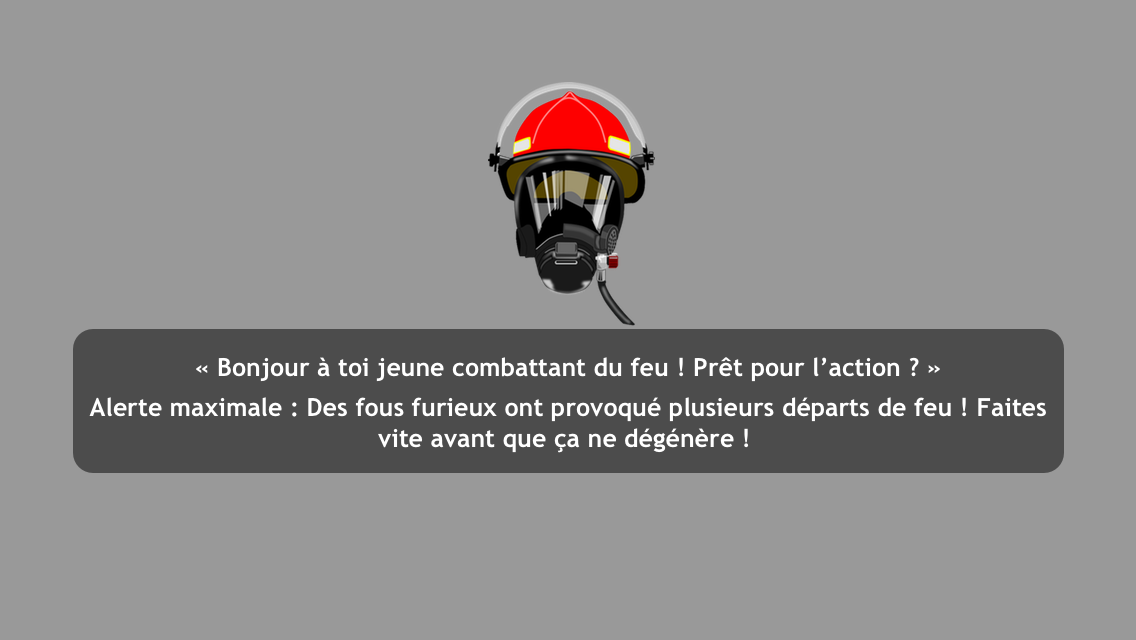 « Bonjour à toi jeune combattant du feu ! Prêt pour l’action ? »
Alerte maximale : Des fous furieux ont provoqué plusieurs départs de feu ! Faites
vite avant que ça ne dégénère !